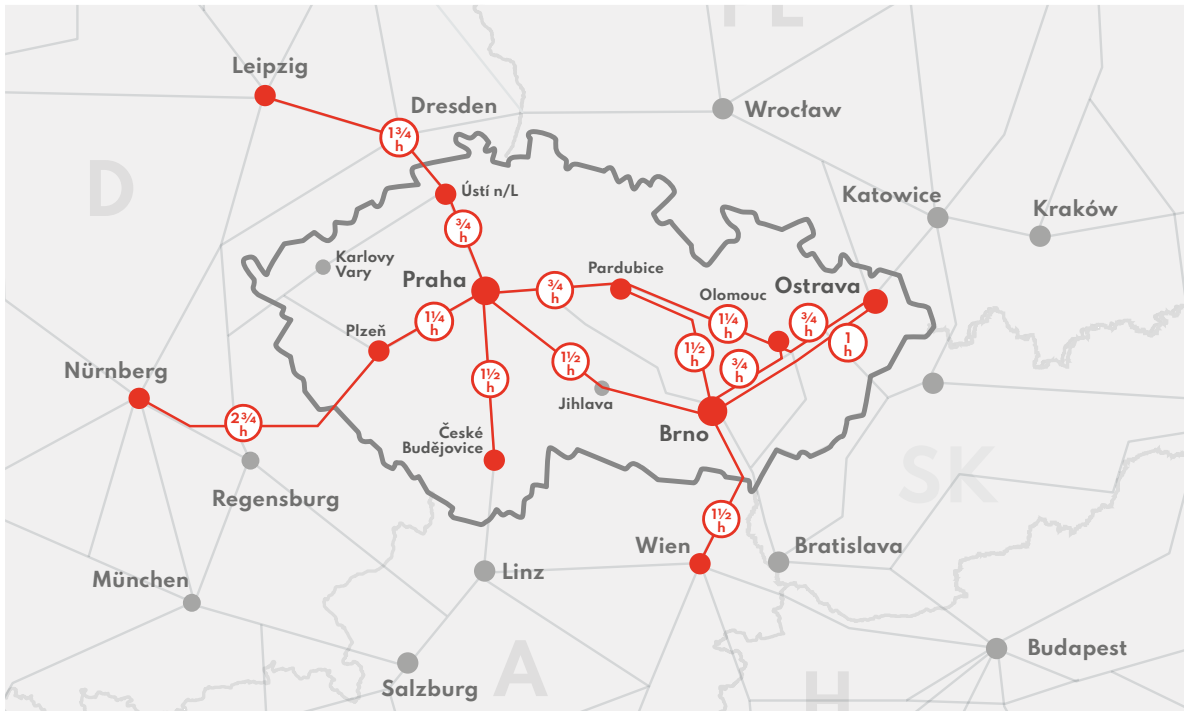 PL
Leipzig
Dresden
Wrocław
1¾
h
D
Ústí n/L
Katowice
Kraków
¾
h
Karlovy
Vary
Praha
Pardubice
Ostrava
¾
h
Olomouc
1¼
h
1¼
h
¾
h
1
h
Plzeň
1½
h
1½
h
¾
h
1½
h
Nürnberg
Jihlava
2¾
h
České
Budějovice
Brno
SK
Regensburg
1½
h
Wien
Bratislava
München
Linz
Budapest
Salzburg
A
H